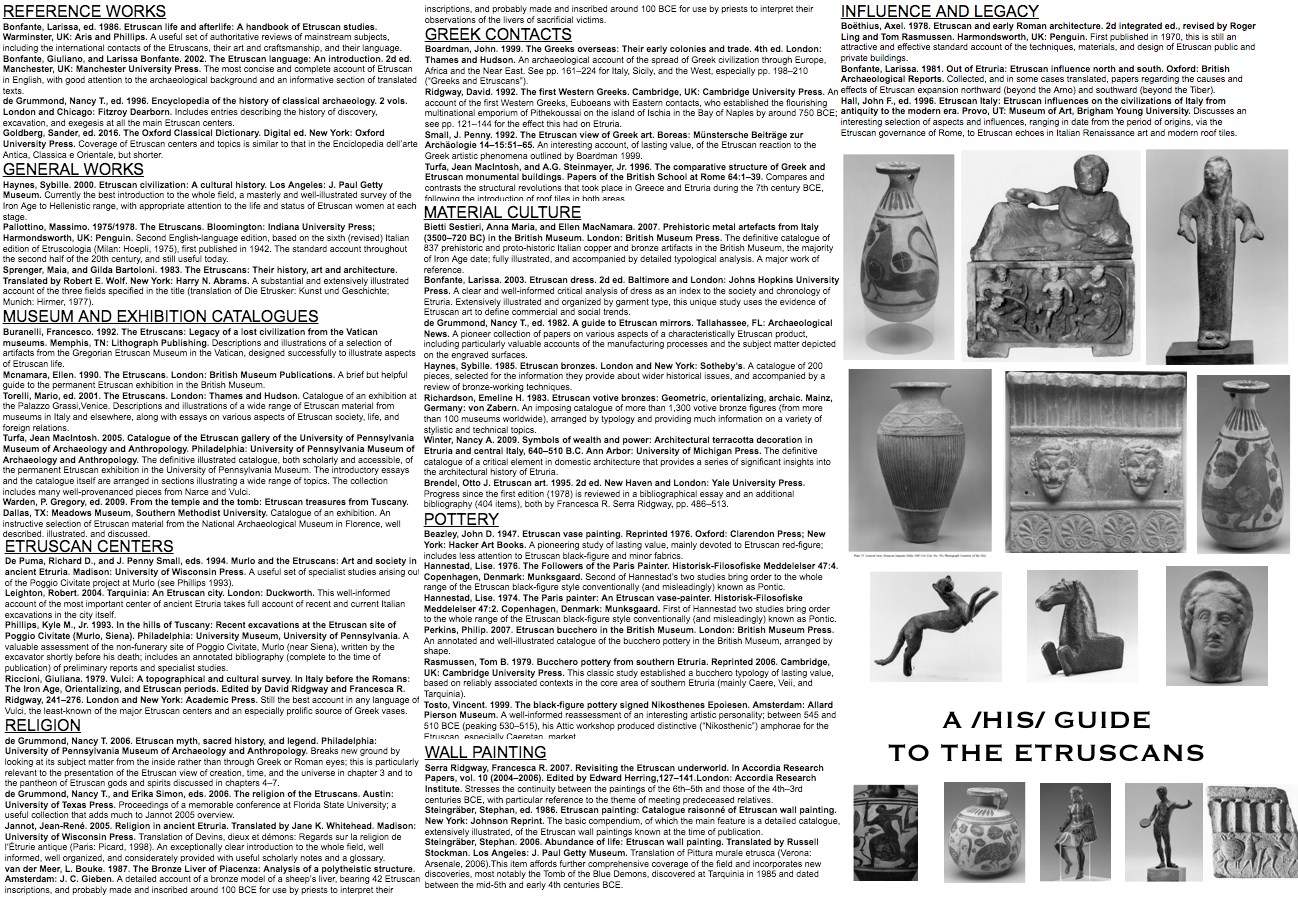 REFERENCE WORKS
Bonfante, Larissa, ed. 1986. Etruscan life and afterlife: A handbook of Etruscan studies.
Warminster, UK: Aris and Phillips. A useful set of authoritative reviews of mainstream subjects,
including the international contacts of the Etruscans, their art and craftsmanship, and their language.
Bonfante, Giuliano, and Larissa Bonfante. 2002. The Etruscan language: An introduction. 2d ed.
Manchester, UK: Manchester University Press. The most concise and complete account of Etruscan
in English, with good attention to the archaeological background and an informative section of translated
texts.
de Grummond, Nancy T., ed. 1996. Encyclopedia of the history of classical archaeology. 2 vols.
London and Chicago: Fitzroy Dearborn. Includes entries describing the history of discovery,
excavation, and exegesis at all the main Etruscan centers.
Goldberg, Sander, ed. 2016. The Oxford Classical Dictionary. Digital ed. New York: Oxford
University Press. Coverage of Etruscan centers and topics is similar to that in the Enciclopedia dell'arte
Antica, Classica e Orientale, but shorter.
GENERAL WORKS
Haynes, Sybille. 2000. Etruscan civilization: A cultural history. Los Angeles: J. Paul Getty
Museum. Currently the best introduction to the whole field, a masterly and well-illustrated survey of the
Iron Age to Hellenistic range, with appropriate attention to the life and status of Etruscan women at each
stage.
Pallottino, Massimo. 1975/1978. The Etruscans. Bloomington: Indiana University Press;
Harmondsworth, UK: Penguin. Second English-language edition, based on the sixth (revised) Italian
edition of Etruscologia (Milan: Hoepli, 1975), first published in 1942. The standard account throughout
the second half of the 20th century, and still useful today.
Sprenger, Maia, and Gilda Bartoloni. 1983. The Etruscans: Their history, art and architecture.
Translated by Robert E. Wolf. New York: Harry N. Abrams. A substantial and extensively illustrated
account of the three fields specified in the title (translation of Die Etrusker: Kunst und Geschichte;
Munich: Hirmer, 1977).
MUSEUM AND EXHIBITION CATALOGUES
Buranelli, Francesco. 1992. The Etruscans: Legacy of a lost civilization from the Vatican
museums. Memphis, TN: Lithograph Publishing. Descriptions and illustrations of a selection of
artifacts from the Gregorian Etruscan Museum in the Vatican, designed successfully to illustrate aspects
of Etruscan life.
Mcnamara, Ellen. 1990. The Etruscans. London: British Museum Publications. A brief but helpful
guide to the permanent Etruscan exhibition in the British Museum.
Torelli, Mario, ed. 2001. The Etruscans. London: Thames and Hudson. Catalogue of an exhibition at
the Palazzo Grassi,Venice. Descriptions and illustrations of a wide range of Etruscan material from
museums in Italy and elsewhere, along with essays on various aspects of Etruscan society, life, and
foreign relations.
Turfa, Jean MacIntosh. 2005. Catalogue of the Etruscan gallery of the University of Pennsylvania
Museum of Archaeology and Anthropology. Philadelphia: University of Pennsylvania Museum of
Archaeology and Anthropology. The definitive illustrated catalogue, both scholarly and accessible, of
the permanent Etruscan exhibition in the University of Pennsylvania Museum. The introductory essays
and the catalogue itself are arranged in sections illustrating a wide range of topics. The collection
includes many well-provenanced pieces from Narce and Vulci.
Warden, P. Gregory, ed. 2009. From the temple and the tomb: Etruscan treasures from Tuscany.
Dallas, TX: Meadows Museum, Southern Methodist University. Catalogue of an exhibition. An
instructive selection of Etruscan material from the National Archaeological Museum in Florence, well
described, illustrated, and discussed.
ETRUSCAN CENTERS
De Puma, Richard D., and J. Penny Small, eds. 1994. Murlo and the Etruscans: Art and society in
ancient Etruria. Madison: University of Wisconsin Press. A useful set of specialist studies arising out
of the Poggio Civitate project at Murlo (see Phillips 1993).
Leighton, Robert. 2004. Tarquinia: An Etruscan city. London: Duckworth. This well-informed
account of the most important center of ancient Etruria takes full account of recent and current Italian
excavations in the city itself.
Phillips, Kyle M., Jr. 1993. In the hills of Tuscany: Recent excavations at the Etruscan site of
Poggio Civitate (Murlo, Siena). Philadelphia: University Museum, University of Pennsylvania. A
valuable assessment of the non-funerary site of Poggio Civitate, Murlo (near Siena), written by the
excavator shortly before his death; includes an annotated bibliography (complete to the time of
publication) of preliminary reports and specialist studies.
Riccioni, Giuliana. 1979. Vulci: A topographical and cultural survey. In Italy before the Romans:
The Iron Age, Orientalizing, and Etruscan periods. Edited by David Ridgway and Francesca R.
Ridgway, 241–276. London and New York: Academic Press. Still the best account in any language of
Vulci, the least-known of the major Etruscan centers and an especially prolific source of Greek vases.
RELIGION
de Grummond, Nancy T. 2006. Etruscan myth, sacred history, and legend. Philadelphia:
University of Pennsylvania Museum of Archaeology and Anthropology. Breaks new ground by
looking at its subject matter from the inside rather than through Greek or Roman eyes; this is particularly
relevant to the presentation of the Etruscan view of creation, time, and the universe in chapter 3 and to
the pantheon of Etruscan gods and spirits discussed in chapters 4–7.
de Grummond, Nancy T., and Erika Simon, eds. 2006. The religion of the Etruscans. Austin:
University of Texas Press. Proceedings of a memorable conference at Florida State University; a
useful collection that adds much to Jannot 2005 overview.
Jannot, Jean-René. 2005. Religion in ancient Etruria. Translated by Jane K. Whitehead. Madison:
University of Wisconsin Press. Translation of Devins, dieux et démons: Regards sur la religion de
l'Étrurie antique (Paris: Picard, 1998). An exceptionally clear introduction to the whole field, well
informed, well organized, and considerately provided with useful scholarly notes and a glossary.
van der Meer, L. Bouke. 1987. The Bronze Liver of Piacenza: Analysis of a polytheistic structure.
Amsterdam: J. C. Gieben. A detailed account of a bronze model of a sheep's liver, bearing 42 Etruscan
inscriptions, and probably made and inscribed around 100 BCE for use by priests to interpret their
inscriptions, and probably made and inscribed around 100 BCE for use by priests to interpret their
observations of the livers of sacrificial victims.
GREEK CONTACTS
Boardman, John. 1999. The Greeks overseas: Their early colonies and trade. 4th ed. London:
Thames and Hudson. An archaeological account of the spread of Greek civilization through Europe,
Africa and the Near East. See pp. 161–224 for Italy, Sicily, and the West, especially pp. 198–210
("Greeks and Etruscans").
Ridgway, David. 1992. The first Western Greeks. Cambridge, UK: Cambridge University Press. An
account of the first Western Greeks, Euboeans with Eastern contacts, who established the flourishing
multinational emporium of Pithekoussai on the island of Ischia in the Bay of Naples by around 750 BCE;
see pp. 121–144 for the effect this had on Etruria.
Small, J. Penny. 1992. The Etruscan view of Greek art. Boreas: Münstersche Beiträge zur
Archäologie 14–15:51–65. An interesting account, of lasting value, of the Etruscan reaction to the
Greek artistic phenomena outlined by Boardman 1999.
Turfa, Jean MacIntosh, and A.G. Steinmayer, Jr. 1996. The comparative structure of Greek and
Etruscan monumental buildings. Papers of the British School at Rome 64:1–39. Compares and
contrasts the structural revolutions that took place in Greece and Etruria during the 7th century BCE,
following the introduction of roof tiles in both areas.
MATERIAL CULTURE
Bietti Sestieri, Anna Maria, and Ellen MacNamara. 2007. Prehistoric metal artefacts from Italy
(3500–720 BC) in the British Museum. London: British Museum Press. The definitive catalogue of
837 prehistoric and proto-historic Italian copper and bronze artifacts in the British Museum, the majority
of Iron Age date; fully illustrated, and accompanied by detailed typological analysis. A major work of
reference.
Bonfante, Larissa. 2003. Etruscan dress. 2d ed. Baltimore and London: Johns Hopkins University
Press. A clear and well-informed critical analysis of dress as an index to the society and chronology of
Etruria. Extensively illustrated and organized by garment type, this unique study uses the evidence of
Etruscan art to define commercial and social trends.
de Grummond, Nancy T., ed. 1982. A guide to Etruscan mirrors. Tallahassee, FL: Archaeological
News. A pioneer collection of papers on various aspects of a characteristically Etruscan product,
including particularly valuable accounts of the manufacturing processes and the subject matter depicted
on the engraved surfaces.
Haynes, Sybille. 1985. Etruscan bronzes. London and New York: Sotheby's. A catalogue of 200
pieces, selected for the information they provide about wider historical issues, and accompanied by a
review of bronze-working techniques.
Richardson, Emeline H. 1983. Etruscan votive bronzes: Geometric, orientalizing, archaic. Mainz,
Germany: von Zabern. An imposing catalogue of more than 1,300 votive bronze figures (from more
than 100 museums worldwide), arranged by typology and providing much information on a variety of
stylistic and technical topics.
Winter, Nancy A. 2009. Symbols of wealth and power: Architectural terracotta decoration in
Etruria and central Italy, 640–510 B.C. Ann Arbor: University of Michigan Press. The definitive
catalogue of a critical element in domestic architecture that provides a series of significant insights into
the architectural history of Etruria.
Brendel, Otto J. Etruscan art. 1995. 2d ed. New Haven and London: Yale University Press.
Progress since the first edition (1978) is reviewed in a bibliographical essay and an additional
bibliography (404 items), both by Francesca R. Serra Ridgway, pp. 486–513.
POTTERY
Beazley, John D. 1947. Etruscan vase painting. Reprinted 1976. Oxford: Clarendon Press; New
York: Hacker Art Books. A pioneering study of lasting value, mainly devoted to Etruscan red-figure;
includes less attention to Etruscan black-figure and minor fabrics.
Hannestad, Lise. 1976. The Followers of the Paris Painter. Historisk-Filosofiske Meddelelser 47:4.
Copenhagen, Denmark: Munksgaard. Second of Hannestad's two studies bring order to the whole
range of the Etruscan black-figure style conventionally (and misleadingly) known as Pontic.
Hannestad, Lise. 1974. The Paris painter: An Etruscan vase-painter. Historisk-Filosofiske
Meddelelser 47:2. Copenhagen, Denmark: Munksgaard. First of Hannestad two studies bring order
to the whole range of the Etruscan black-figure style conventionally (and misleadingly) known as Pontic.
Perkins, Philip. 2007. Etruscan bucchero in the British Museum. London: British Museum Press.
An annotated and well-illustrated catalogue of the bucchero pottery in the British Museum, arranged by
shape.
Rasmussen, Tom B. 1979. Bucchero pottery from southern Etruria. Reprinted 2006. Cambridge,
UK: Cambridge University Press. This classic study established a bucchero typology of lasting value,
based on reliably associated contexts in the core area of southern Etruria (mainly Caere, Veii, and
Tarquinia).
Tosto, Vincent. 1999. The black-figure pottery signed Nikosthenes Epoiesen. Amsterdam: Allard
Pierson Museum. A well-informed reassessment of an interesting artistic personality; between 545 and
510 BCE (peaking 530–515), his Attic workshop produced distinctive ("Nikosthenic") amphorae for the
Etruscan, especially Caeretan, market.
WALL PAINTING
Serra Ridgway, Francesca R. 2007. Revisiting the Etruscan underworld. In Accordia Research
Papers, vol. 10 (2004–2006). Edited by Edward Herring,127–141.London: Accordia Research
Institute. Stresses the continuity between the paintings of the 6th–5th and those of the 4th–3rd
centuries BCE, with particular reference to the theme of meeting predeceased relatives.
Steingräber, Stephan, ed. 1986. Etruscan painting: Catalogue raisonné of Etruscan wall painting.
New York: Johnson Reprint. The basic compendium, of which the main feature is a detailed catalogue,
extensively illustrated, of the Etruscan wall paintings known at the time of publication.
Steingräber, Stephan. 2006. Abundance of life: Etruscan wall painting. Translated by Russell
Stockman. Los Angeles: J. Paul Getty Museum. Translation of Pittura murale etrusca (Verona:
Arsenale, 2006).This item affords further comprehensive coverage of the field and incorporates new
discoveries, most notably the Tomb of the Blue Demons, discovered at Tarquinia in 1985 and dated
between the mid-5th and early 4th centuries BCE.
INFLUENCE AND LEGACY
Boëthius, Axel. 1978. Etruscan and early Roman architecture. 2d integrated ed., revised by Roger
Ling and Tom Rasmussen. Harmondsworth, UK: Penguin. First published in 1970, this is still an
attractive and effective standard account of the techniques, materials, and design of Etruscan public and
private buildings.
Bonfante, Larissa. 1981. Out of Etruria: Etruscan influence north and south. Oxford: British
Archaeological Reports. Collected, and in some cases translated, papers regarding the causes and
effects of Etruscan expansion northward (beyond the Arno) and southward (beyond the Tiber).
Hall, John F., ed. 1996. Etruscan Italy: Etruscan influences on the civilizations of Italy from
antiquity to the modern era. Provo, UT: Museum of Art, Brigham Young University. Discusses an
interesting selection of aspects and influences, ranging in date from the period of origins, via the
Etruscan governance of Rome, to Etruscan echoes in Italian Renaissance art and modern roof tiles.
A /HIS/ GUIDE
TO THE ETRUSCANS